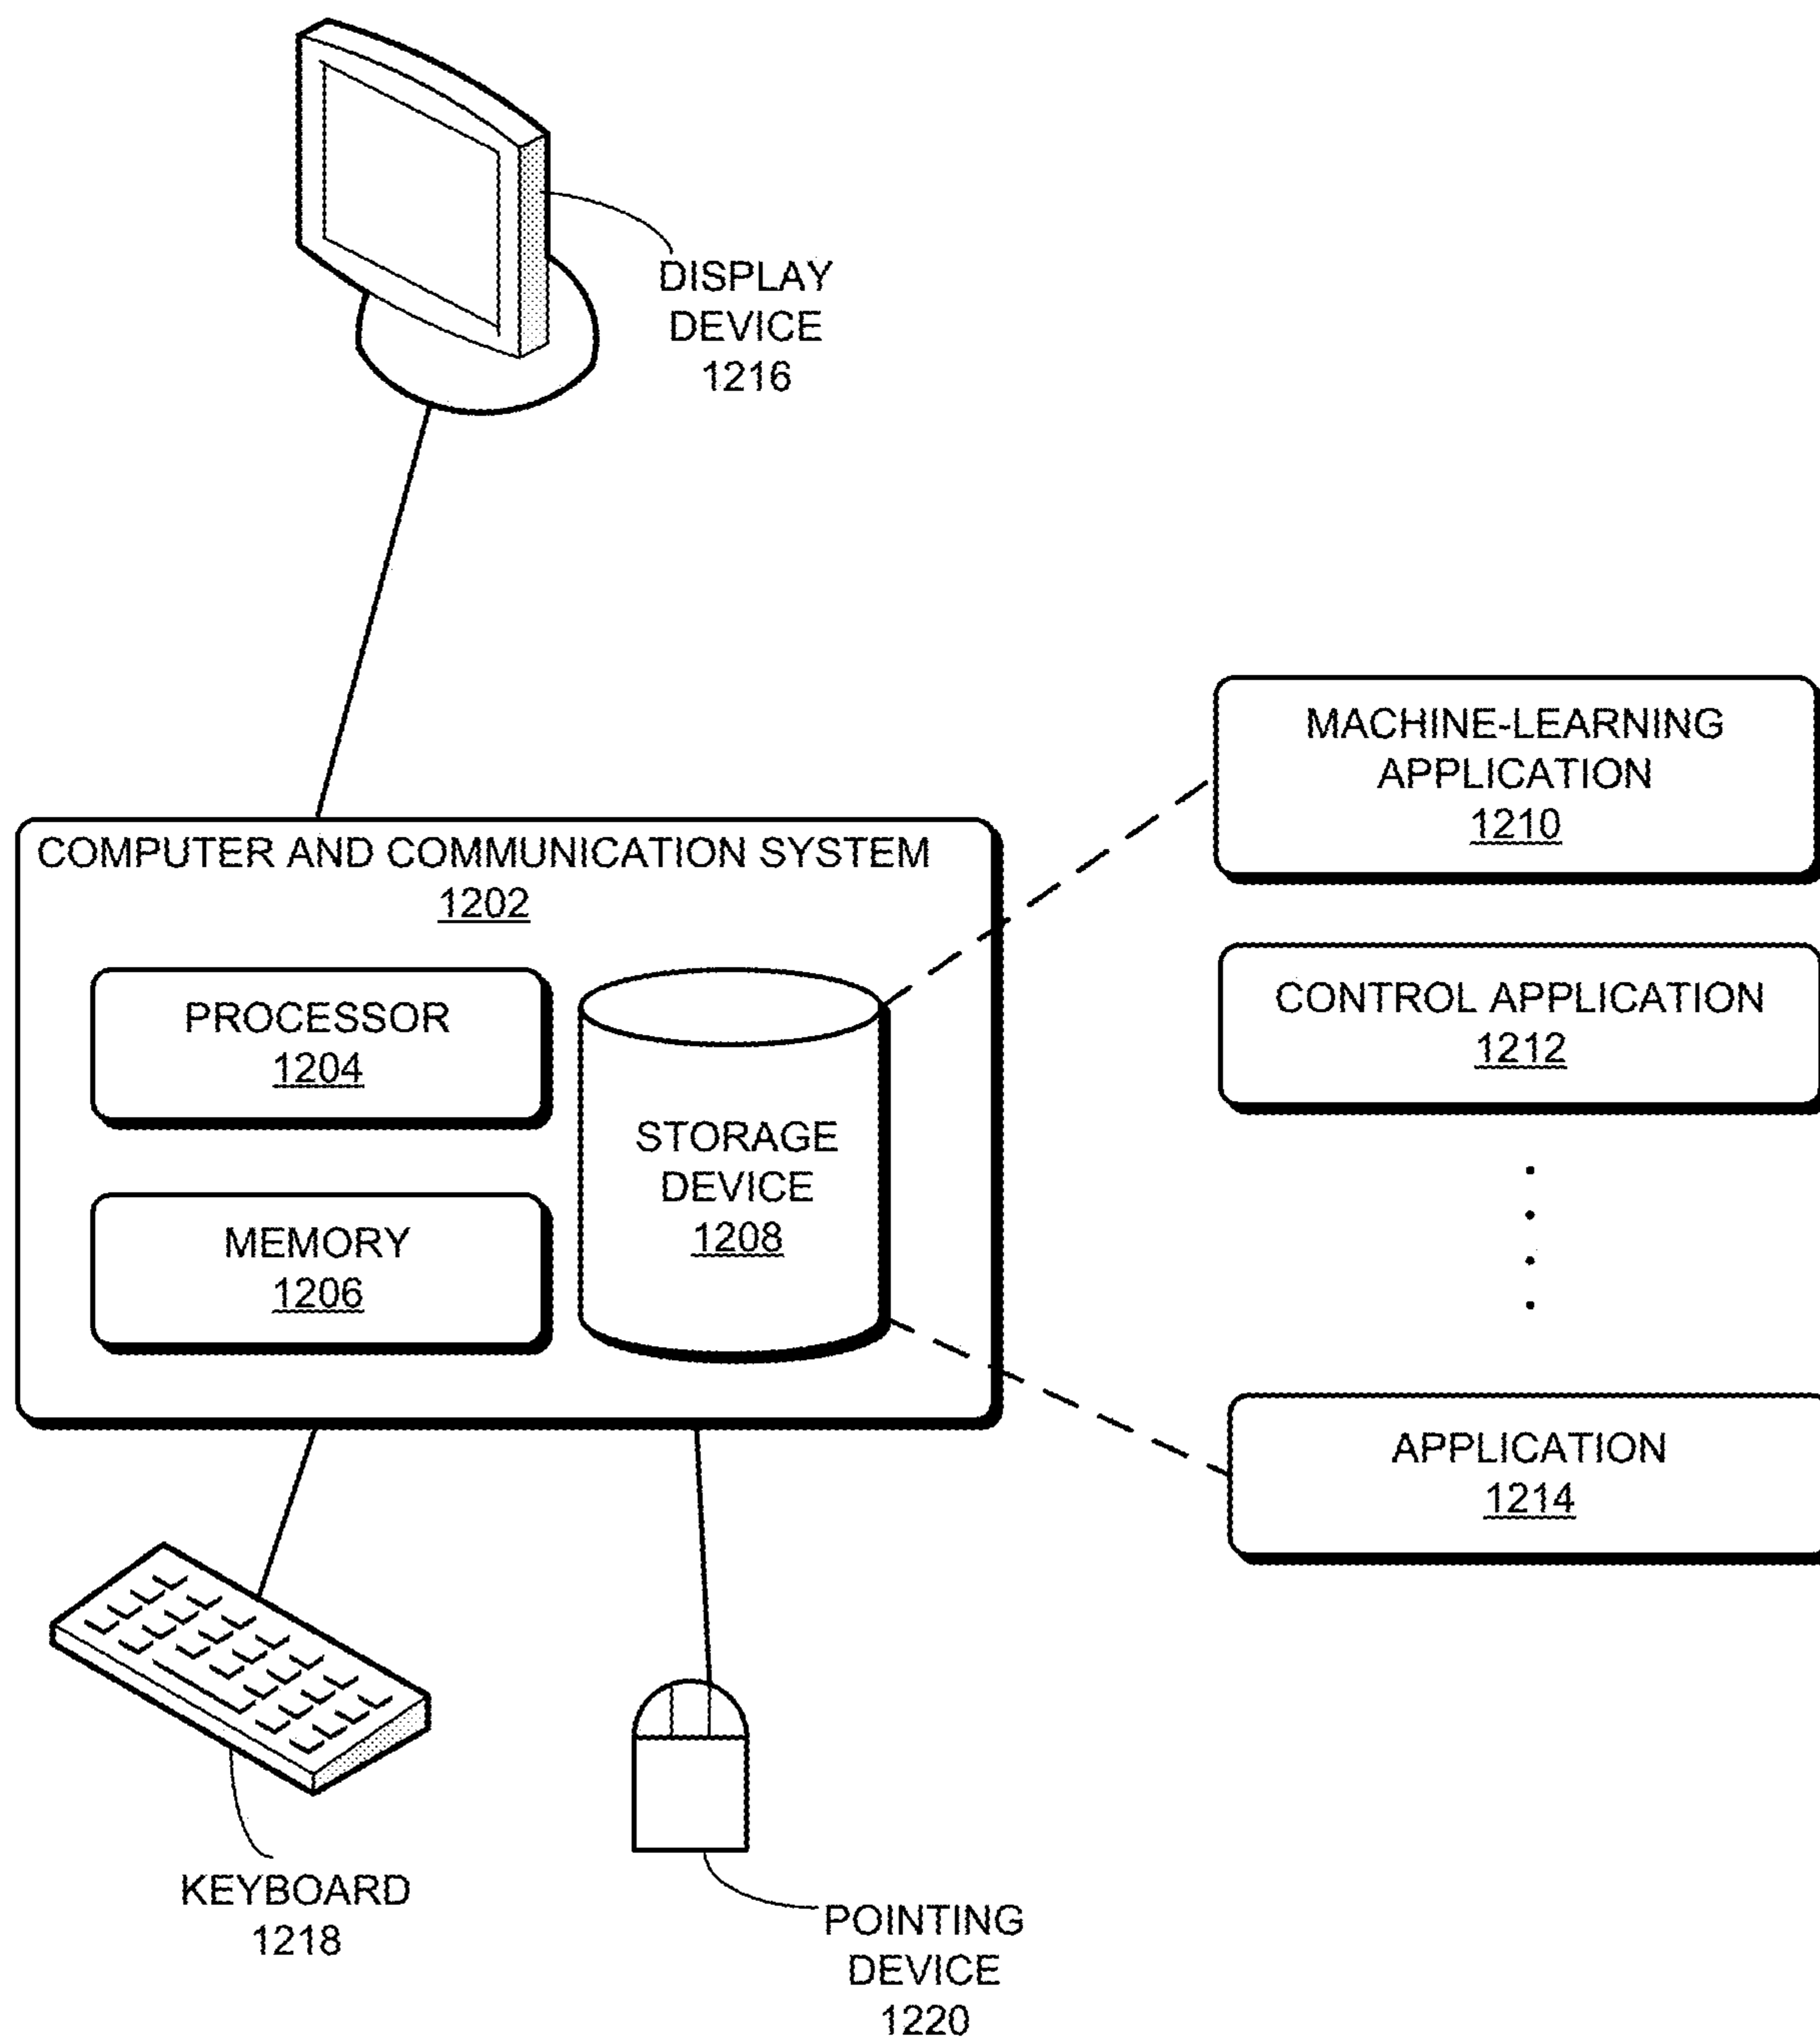 DISPLAY
DEVICE
1216
MACHINE-LEARNING
APPLICATION
1210
COMPUTER AND COMMUNICATION SYSTEM
1202
PROCESSOR
1204
MEMORY
1206
STORAGE
DEVICE
1208
CONTROL APPLICATION
1212
APPLICATION
1214
KEYBOARD
1218
POINTING
DEVICE
1220